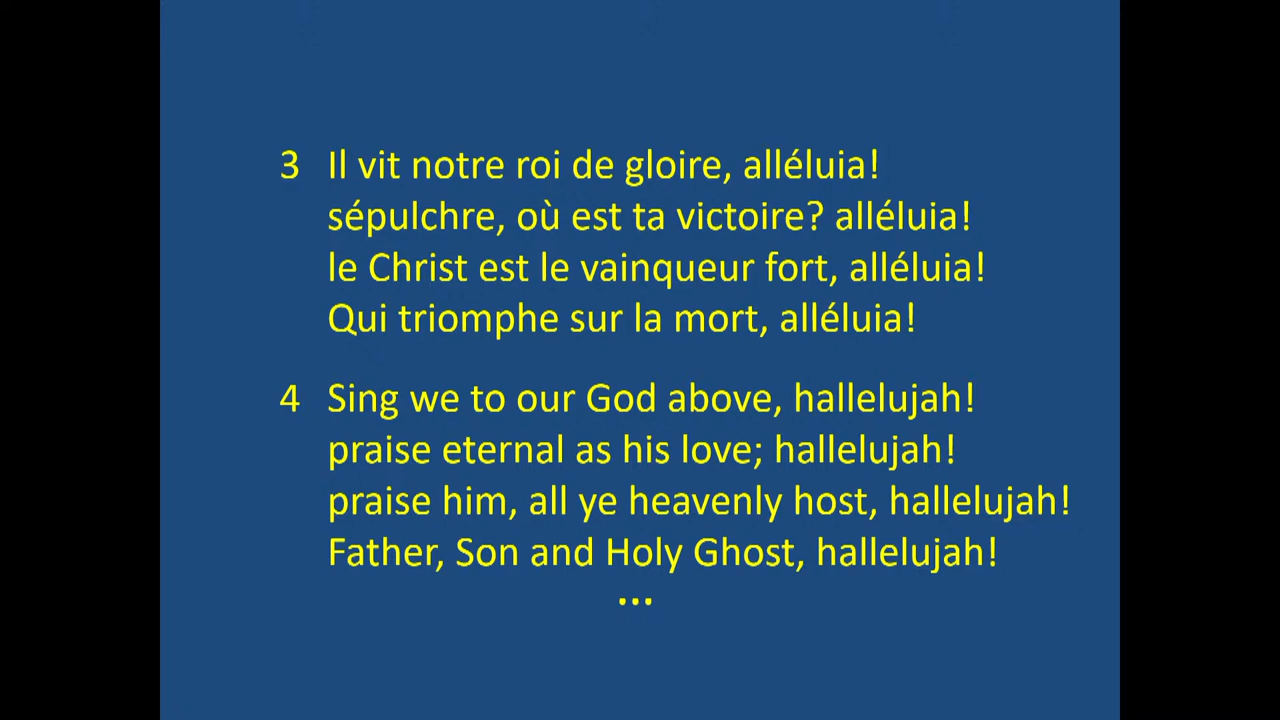 3 Il vit notre roi de gloire, alléluia!
sépulchre, où est ta victoire? alléluia!
le Christ est le vainqueur fort, alléluia!
Qui triomphe sur la mort, alléluia!
4 Sing we to our God above, hallelujah!
praise eternal as his love; hallelujah!
praise him, all ye heavenly host, hallelujah!
Father, Son and Holy Ghost, hallelujah!
...